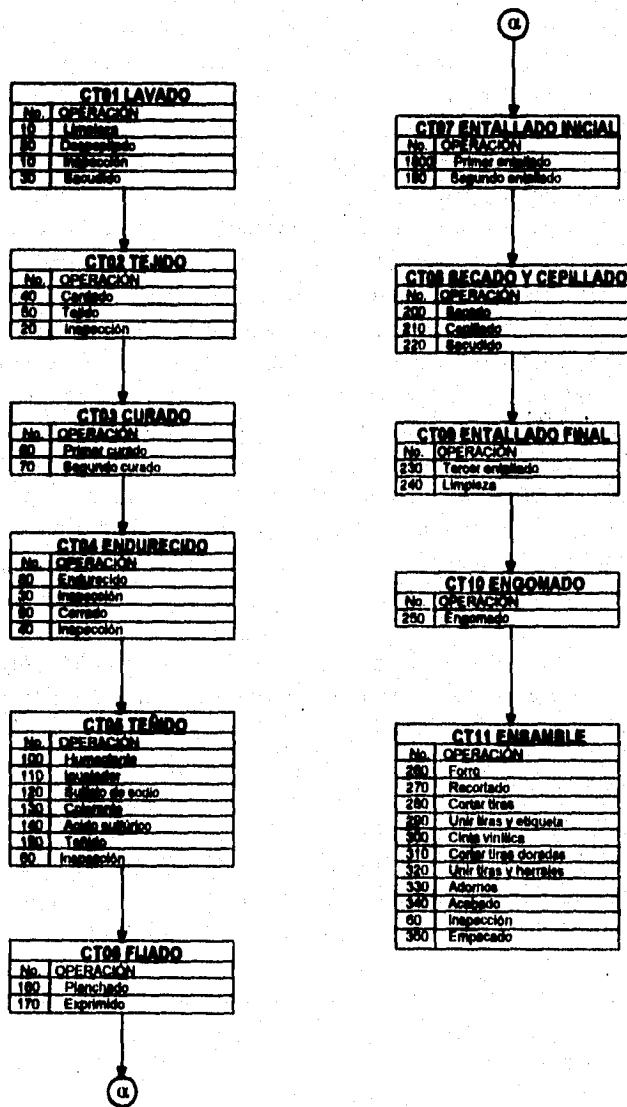 CT01 LAVADO
No. OPERACIÓN
10 Limpieza
20 Despepitado
10 Inspección
30 Sacudido
CT02 TEJIDO
No. OPERACIÓN
40 Cardado
50 Tejido
20 Inspección
CT03 CURADO
No. OPERACIÓN
60 Primer curado
70 Segundo curado
CT04 ENDURECIDO
No. OPERACIÓN
80 Endurecido
30 Inspección
90 Cerrado
40 Inspección
CT05 TEÑIDO
No. OPERACIÓN
100 Humectante
110 Igualador
120 Sulfato de sodio
130 Colorante
140 Acido sulfúrico
150 Teñido
Inspección
CT06 FIJADO
No. OPERACIÓN
160 Planchado
170 Exprimido
α
α
CT07 ENTALLADO INICIAL
No. OPERACIÓN
Primer entallado
Segundo entallado
CT08 SECADO Y CEPILLADO
No. OPERACIÓN
200 Secado
210 Cepillado
220 Sacudido
CT09 ENTALLADO FINAL
No. OPERACIÓN
230 Tercer entallado
240 Limpieza
CT10 ENGOMADO
No. OPERACIÓN
250 Engomado
CT11 ENSAMBLE
No. OPERACIÓN
260 Forro
270 Recortado
280 Cortar tiras
290 Unir tiras y etiqueta
300 Cinta vinílica
310 Cortar tiras doradas
320 Unir tiras y herrajes
330 Adornos
340 Acabado
60 Inspección
350 Empacado